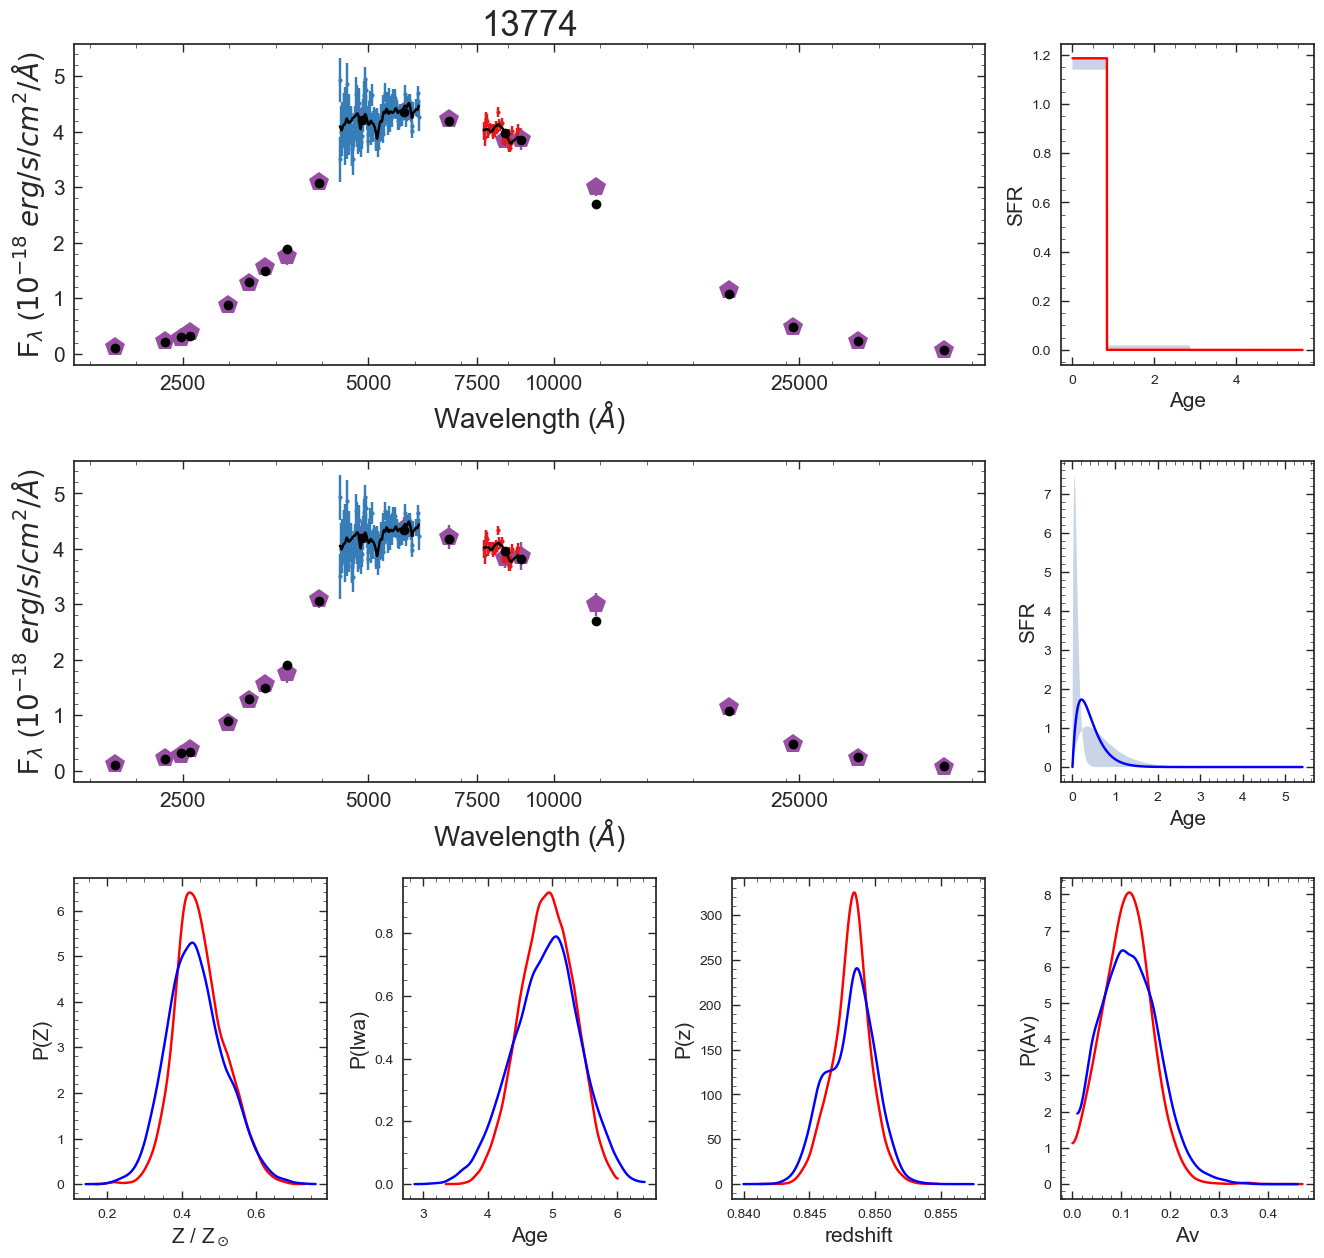 13774
F_λ (10^−18 erg/s/cm^2/Å)
0 1 2 3 4 5
2500 5000 7500 10000 25000
Wavelength (Å)
SFR
0.0 0.2 0.4 0.6 0.8 1.0 1.2
0 2 4
Age
F_λ (10^−18 erg/s/cm^2/Å)
0 1 2 3 4 5
2500 5000 7500 10000 25000
Wavelength (Å)
SFR
0 1 2 3 4 5 6 7
0 1 2 3 4 5
Age
P(Z)
0 1 2 3 4 5 6
0.2 0.4 0.6
Z / Z_⊙
P(lwa)
0.0 0.2 0.4 0.6 0.8
3 4 5 6
Age
P(z)
0 50 100 150 200 250 300
0.840 0.845 0.850 0.855
redshift
P(Av)
0 1 2 3 4 5 6 7 8
0.0 0.1 0.2 0.3 0.4
Av